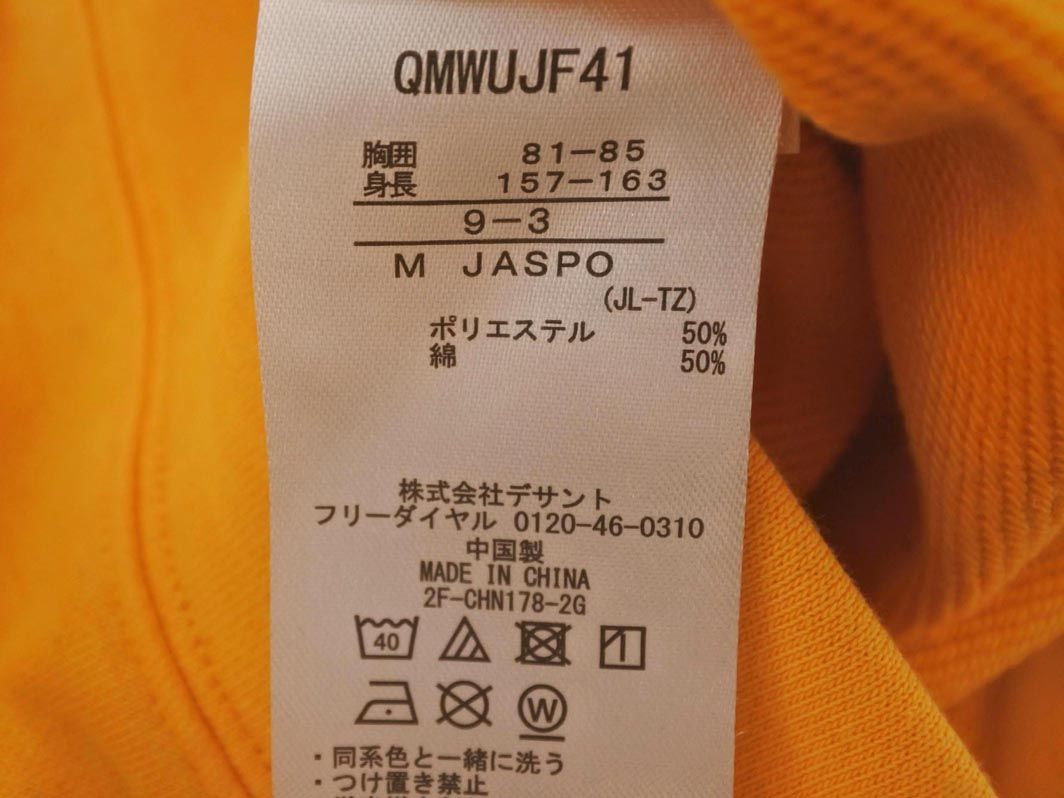 QMWUJF41
胸囲 81-85
身長 157-163
9-3
M JASPO
(JL-TZ)
ポリエステル 50%
綿 50%
株式会社デサント
フリーダイヤル 0120-46-0310
中国製
MADE IN CHINA
2F-CHN178-2G
40
W
・同系色と一緒に洗う
・つけ置き禁止